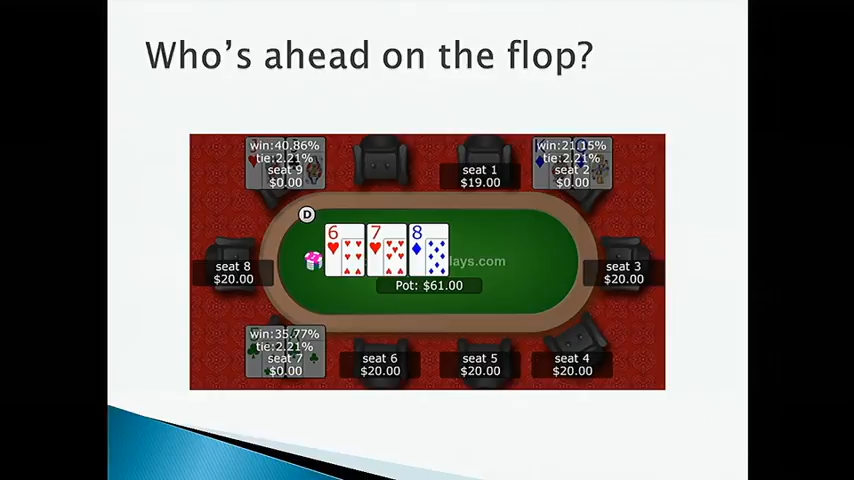 Who's ahead on the flop?
win:40.86%
tie:2.21%
seat 9
$0.00
seat 1
$19.00
win:21.15%
tie:2.21%
seat 2
$0.00
D
6
7
8
lays.com
Pot: $61.00
seat 8
$20.00
seat 3
$20.00
win:35.77%
tie:2.21%
seat 7
$0.00
seat 6
$20.00
seat 5
$20.00
seat 4
$20.00